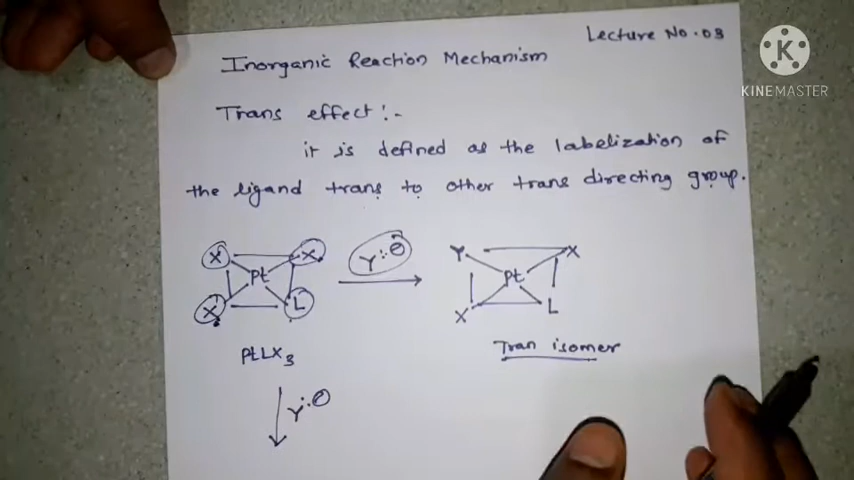 Lecture No.03
K
KINEMASTER
Inorganic Reaction Mechanism
Trans effect :-
it is defined as the labelization of
the ligand trans to other trans directing group.
X X Y:⊖ Y X
Pt Pt
X L X L
PtLX3 Tran isomer
Y:⊖